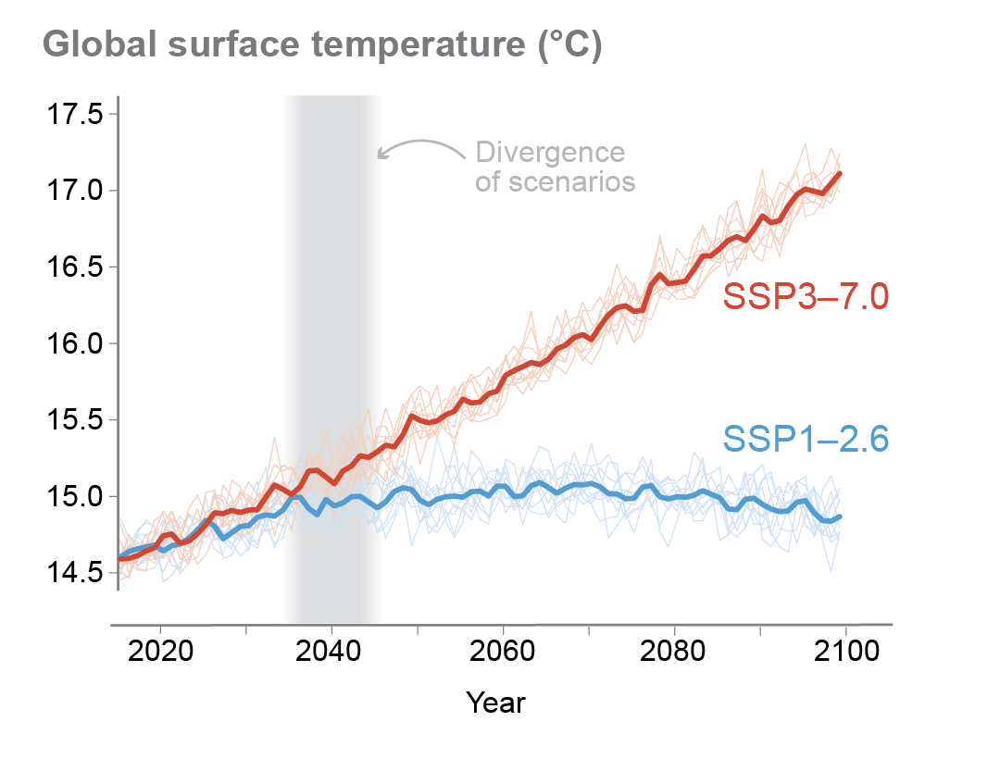 Global surface temperature (°C)
17.5
Divergence
of scenarios
17.0
16.5
SSP3–7.0
16.0
15.5
SSP1–2.6
15.0
14.5
2020 2040 2060 2080 2100
Year